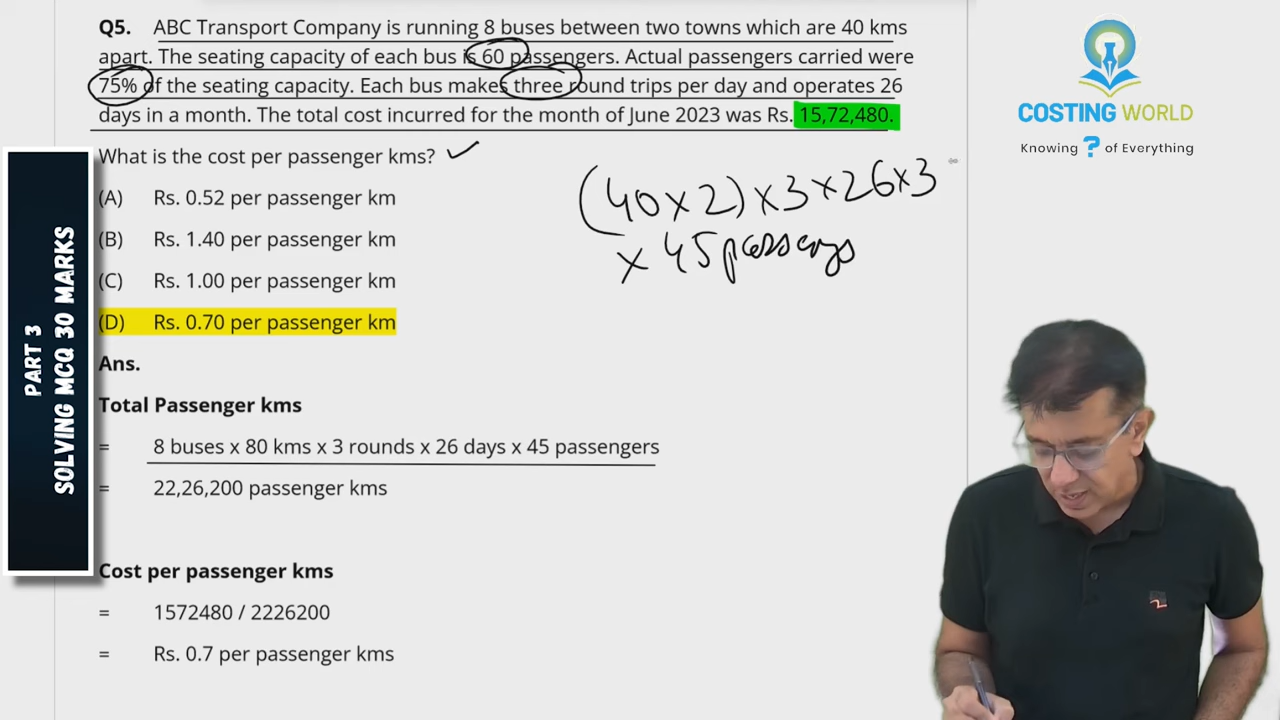 Q5. ABC Transport Company is running 8 buses between two towns which are 40 kms
apart. The seating capacity of each bus is 60 passengers. Actual passengers carried were
75% of the seating capacity. Each bus makes three round trips per day and operates 26
days in a month. The total cost incurred for the month of June 2023 was Rs. 15,72,480.
What is the cost per passenger kms?
(A) Rs. 0.52 per passenger km
(B) Rs. 1.40 per passenger km
(C) Rs. 1.00 per passenger km
(D) Rs. 0.70 per passenger km
Ans.
Total Passenger kms
= 8 buses x 80 kms x 3 rounds x 26 days x 45 passengers
= 22,26,200 passenger kms
Cost per passenger kms
= 1572480 / 2226200
= Rs. 0.7 per passenger kms
(40 x 2) x 3 x 26 x 3
x 45
COSTING WORLD
Knowing ? of Everything
PART 3
SOLVING MCQ 30 MARKS